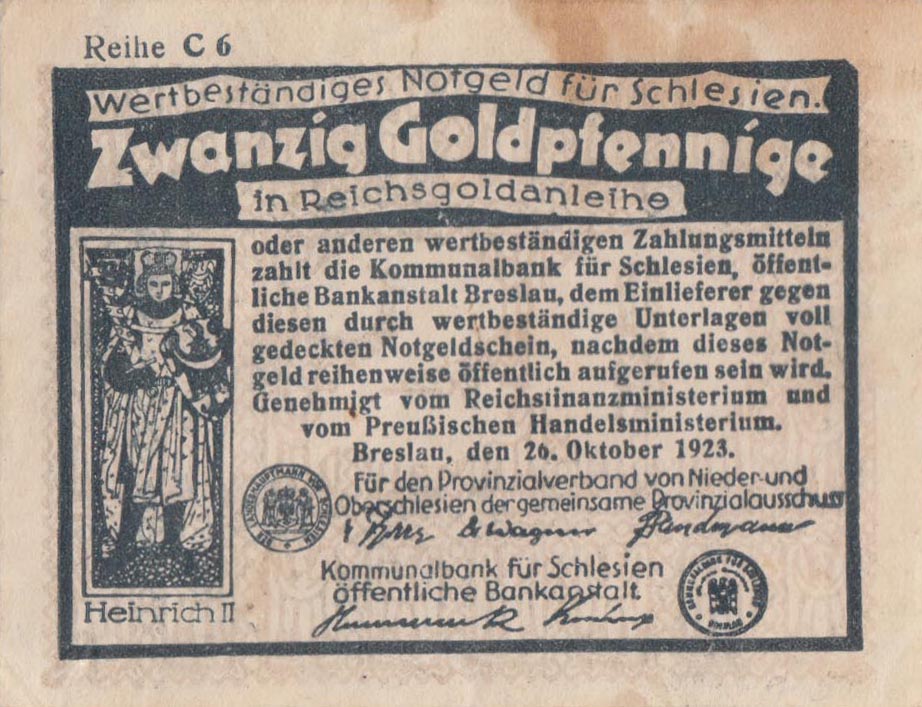 Reihe C 6
Wertbeständiges Notgeld für Schlesien.
Zwanzig Goldpfennige
in Reichsgoldanleihe
oder anderen wertbeständigen Zahlungsmitteln
zahlt die Kommunalbank für Schlesien, öffent-
liche Bankanstalt Breslau, dem Einlieferer gegen
diesen durch wertbeständige Unterlagen voll
gedeckten Notgeldschein, nachdem dieses Not-
geld reihenweise öffentlich aufgerufen sein wird.
Genehmigt vom Reichsfinanzministerium und
vom Preußischen Handelsministerium.
Breslau, den 26. Oktober 1923.
Für den Provinzialverband von Nieder-und
Oberschlesien der gemeinsame Provinzialausschuss
Wagner
Kommunalbank für Schlesien
öffentliche Bankanstalt.
Heinrich II